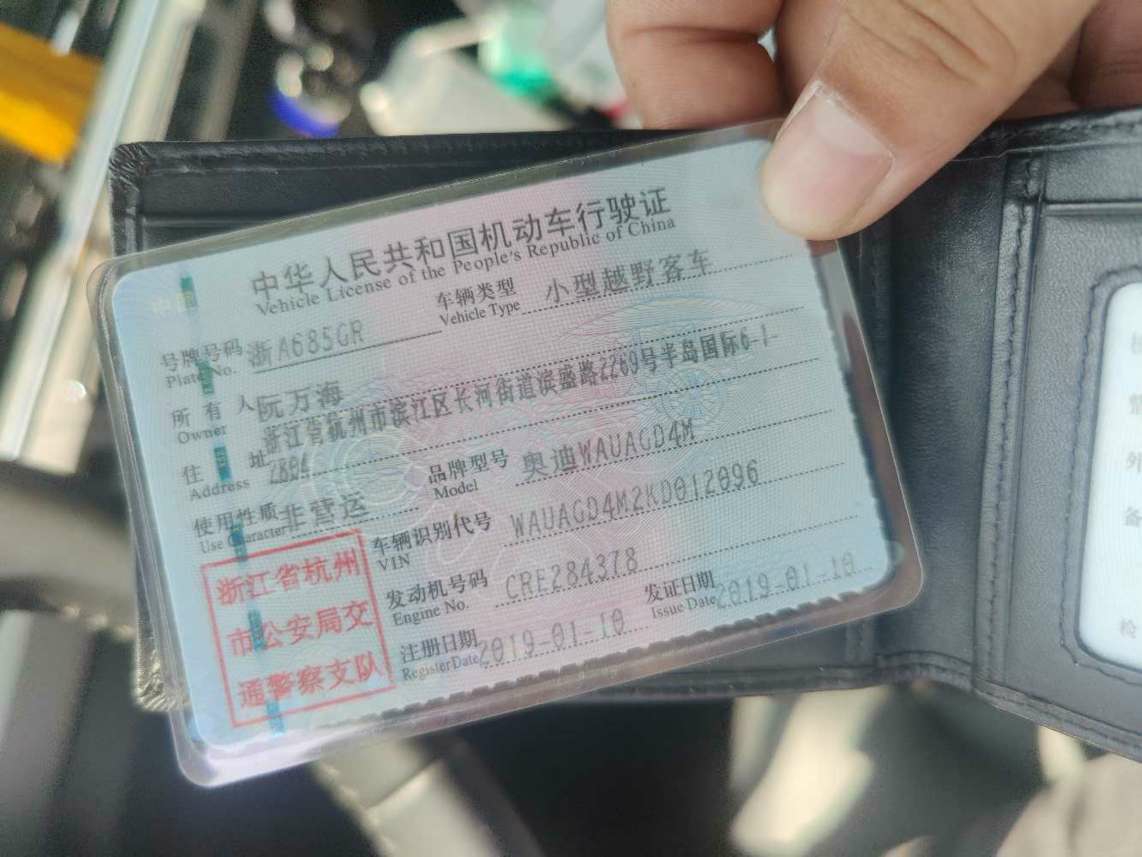 中华人民共和国机动车行驶证
Vehicle License of the People's Republic of China
号牌号码 浙A685GR 车辆类型 小型越野客车
Plate No. Vehicle Type
所有人 阮万海
Owner
住址 浙江省杭州市滨江区长河街道滨盛路2269号半岛国际6-1-
Address 2804
使用性质 非营运 品牌型号 奥迪WAUAGD4M
Use Character Model
车辆识别代号 WAUAGD4M2KD012096
VIN
发动机号码 CRE284378
Engine No.
注册日期 2019-01-10 发证日期 2019-01-10
Register Date Issue Date
浙江省杭州
市公安局交
通警察支队